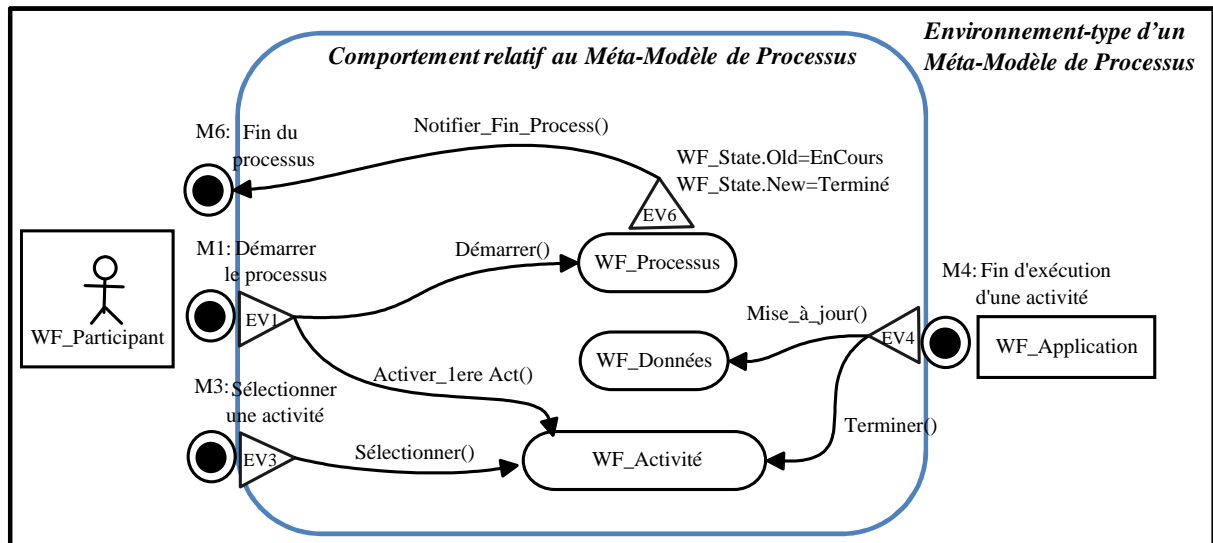 Environnement-type d'un
Méta-Modèle de Processus
Comportement relatif au Méta-Modèle de Processus
M6: Fin du
processus
Notifier_Fin_Process()
WF_State.Old=EnCours
WF_State.New=Terminé
EV6
WF_Processus
M1: Démarrer
le processus
Démarrer()
EV1
WF_Participant
M4: Fin d'exécution
d'une activité
Mise_à_jour()
EV4
WF_Application
WF_Données
Activer_1ere Act()
M3: Sélectionner
une activité
Terminer()
EV3
Sélectionner()
WF_Activité